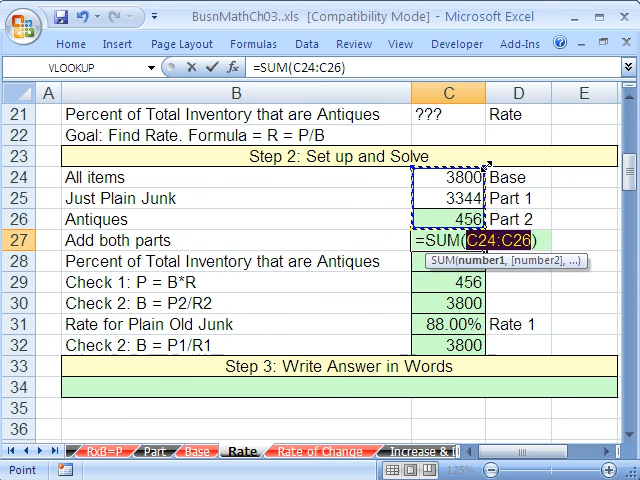 BusnMathCh03..xls [Compatibility Mode] - Microsoft Excel
Home Insert Page Layout Formulas Data Review View Developer Add-Ins
VLOOKUP =SUM(C24:C26)
A B C D E
21 Percent of Total Inventory that are Antiques ??? Rate
22 Goal: Find Rate. Formula = R = P/B
23 Step 2: Set up and Solve
24 All items 3800 Base
25 Just Plain Junk 3344 Part 1
26 Antiques 456 Part 2
27 Add both parts =SUM(C24:C26)
SUM(number1, [number2], ...)
28 Percent of Total Inventory that are Antiques
29 Check 1: P = B*R 456
30 Check 2: B = P2/R2 3800
31 Rate for Plain Old Junk 88.00% Rate 1
32 Check 2: B = P1/R1 3800
33 Step 3: Write Answer in Words
34
35
36
RxB=P Part Base Rate Rate of Change Increase &
Point 125%